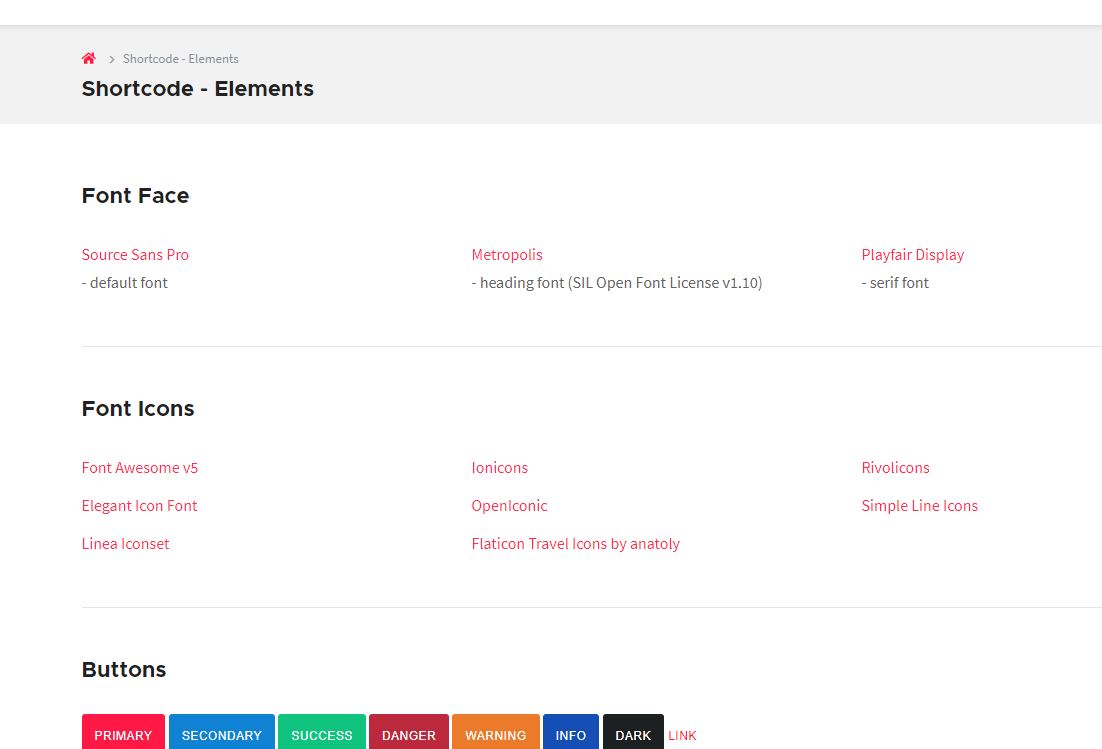 Shortcode - Elements
Shortcode - Elements
Font Face
Source Sans Pro Metropolis Playfair Display
- default font - heading font (SIL Open Font License v1.10) - serif font
Font Icons
Font Awesome v5 Ionicons Rivolicons
Elegant Icon Font OpenIconic Simple Line Icons
Linea Iconset Flaticon Travel Icons by anatoly
Buttons
PRIMARY SECONDARY SUCCESS DANGER WARNING INFO DARK LINK